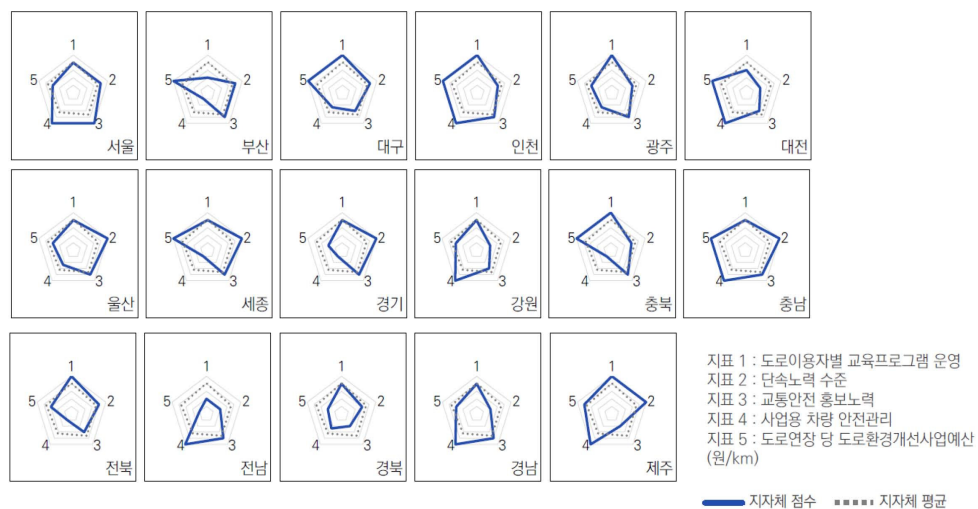 1
5 2
4 3
서울
1
5 2
4 3
부산
1
5 2
4 3
대구
1
5 2
4 3
인천
1
5 2
4 3
광주
1
5 2
4 3
대전
1
5 2
4 3
울산
1
5 2
4 3
세종
1
5 2
4 3
경기
1
5 2
4 3
강원
1
5 2
4 3
충북
1
5 2
4 3
충남
1
5 2
4 3
전북
1
5 2
4 3
전남
1
5 2
4 3
경북
1
5 2
4 3
경남
1
5 2
4 3
제주
지표 1 : 도로이용자별 교육프로그램 운영
지표 2 : 단속노력 수준
지표 3 : 교통안전 홍보노력
지표 4 : 사업용 차량 안전관리
지표 5 : 도로연장 당 도로환경개선사업예산
(원/km)
지자체 점수 지자체 평균